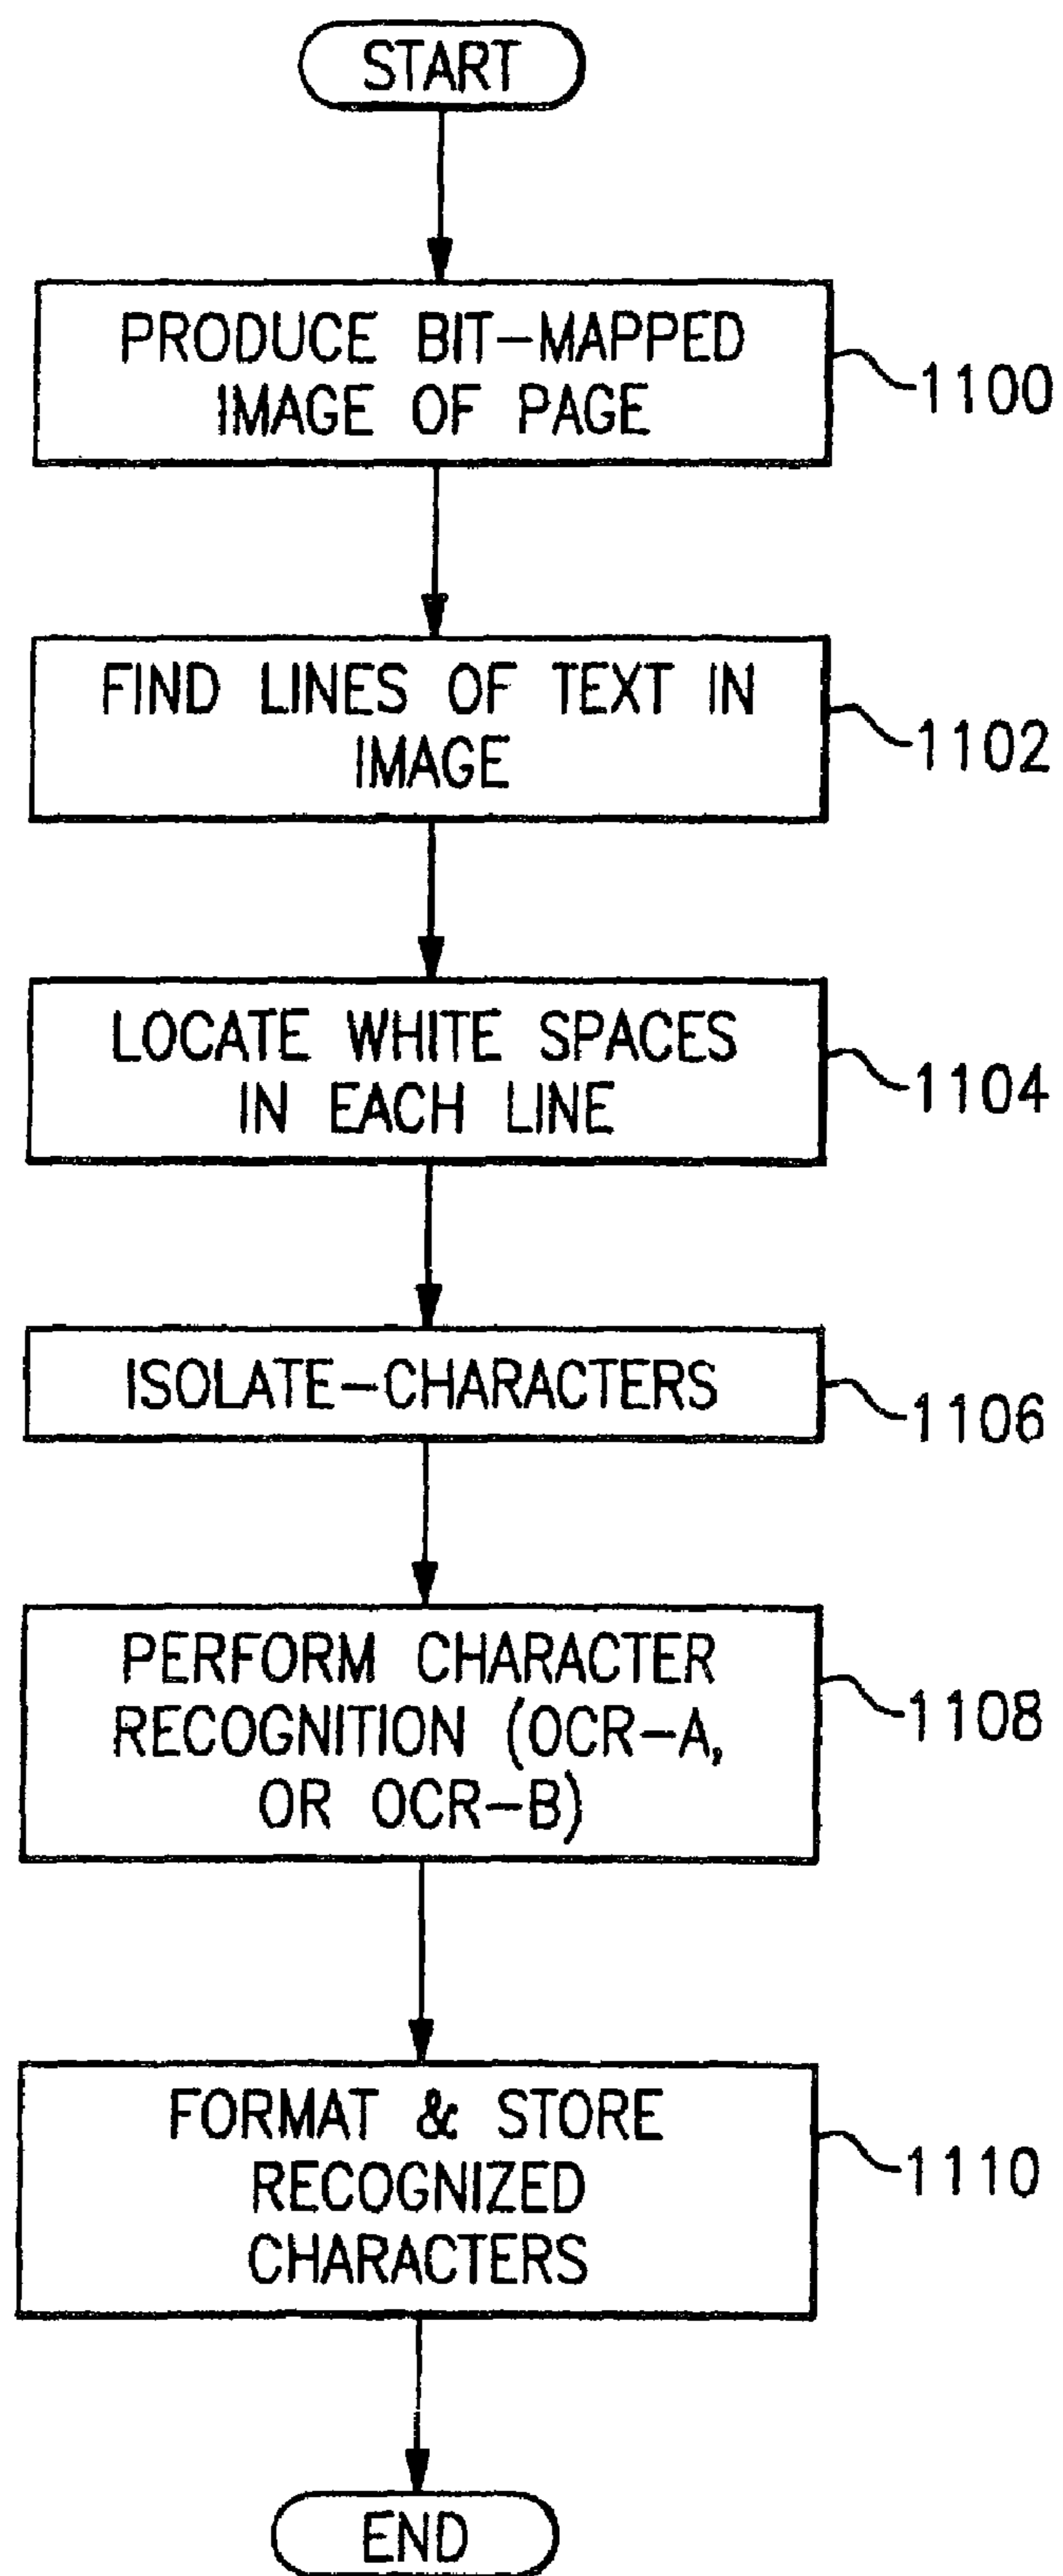 START
PRODUCE BIT-MAPPED
IMAGE OF PAGE
1100
FIND LINES OF TEXT IN
IMAGE
1102
LOCATE WHITE SPACES
IN EACH LINE
1104
ISOLATE-CHARACTERS
1106
PERFORM CHARACTER
RECOGNITION (OCR-A,
OR OCR-B)
1108
FORMAT & STORE
RECOGNIZED
CHARACTERS
1110
END